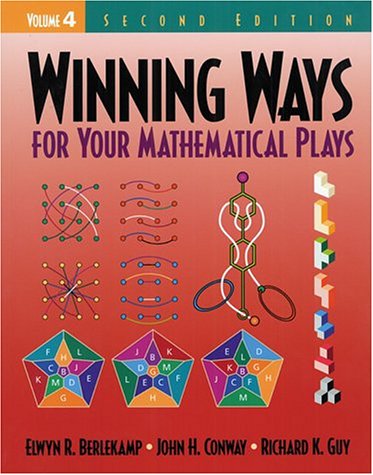 VOLUME 4 SECOND EDITION
WINNING WAYS
FOR YOUR MATHEMATICAL PLAYS
ELWYN R. BERLEKAMP • JOHN H. CONWAY • RICHARD K. GUY